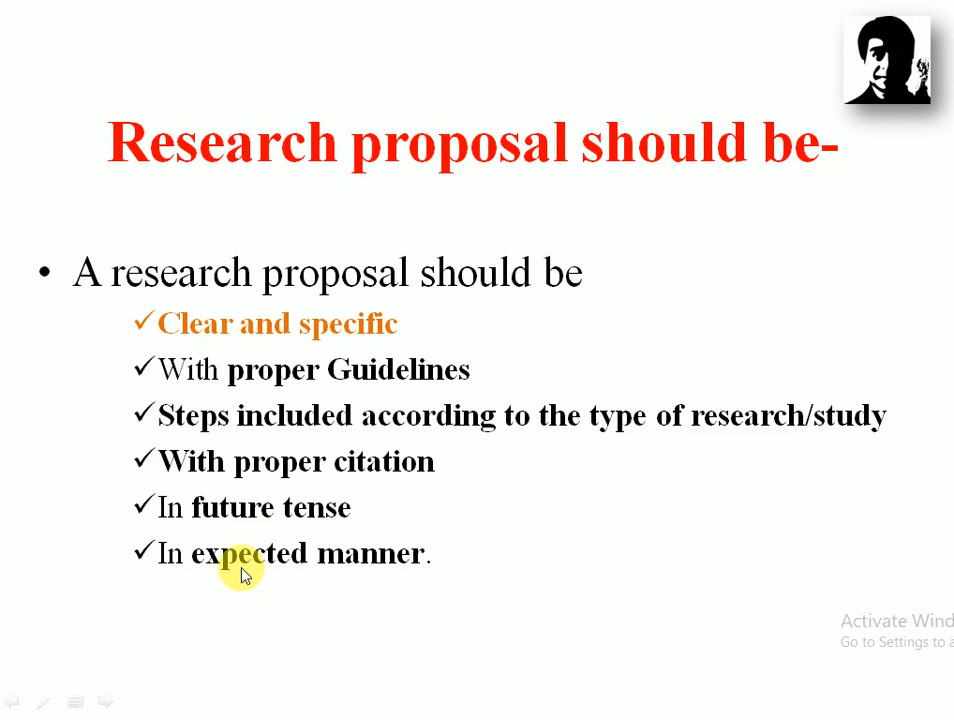 Research proposal should be-
• A research proposal should be
✓Clear and specific
✓With proper Guidelines
✓Steps included according to the type of research/study
✓With proper citation
✓In future tense
✓In expected manner.
Activate Wind
Go to Settings to a